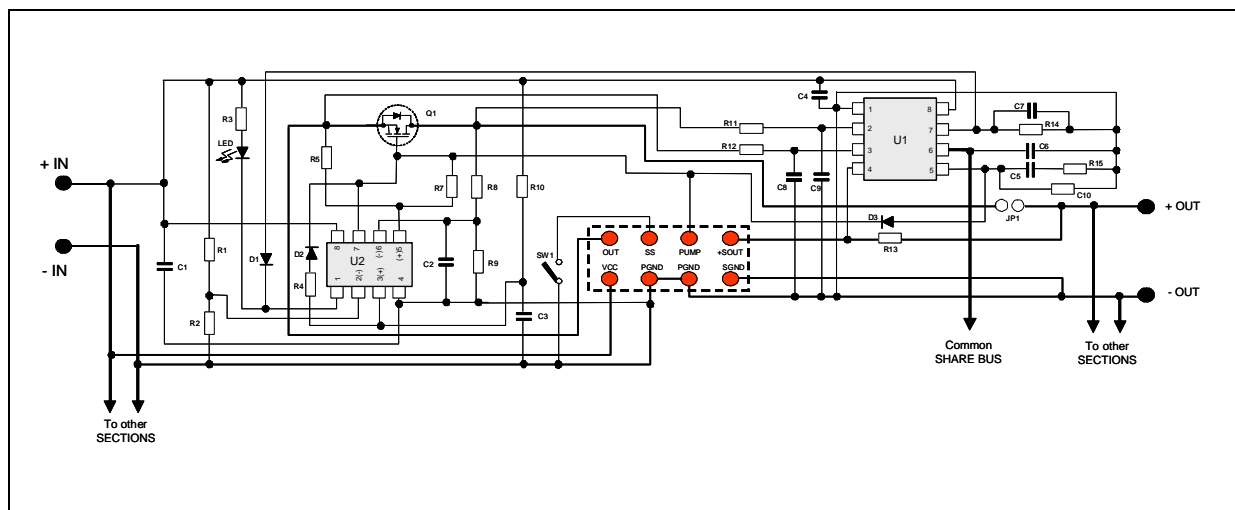 + IN
- IN
R3
LED
R1
R2
C1
D1
D2
R4
R5
Q1
R7
R8
R10
8
7
(-)6
(+)5
U2
1
2(-)
3(+)
4
C2
R9
C3
SW1
OUT
SS
PUMP
+SOUT
VCC
PGND
PGND
SGND
R11
R12
C4
C8
C9
1
2
3
4
U1
8
7
6
5
C7
R14
C6
C5
R15
C10
JP1
D3
R13
+ OUT
- OUT
Common
SHARE BUS
To other
SECTIONS
To other
SECTIONS